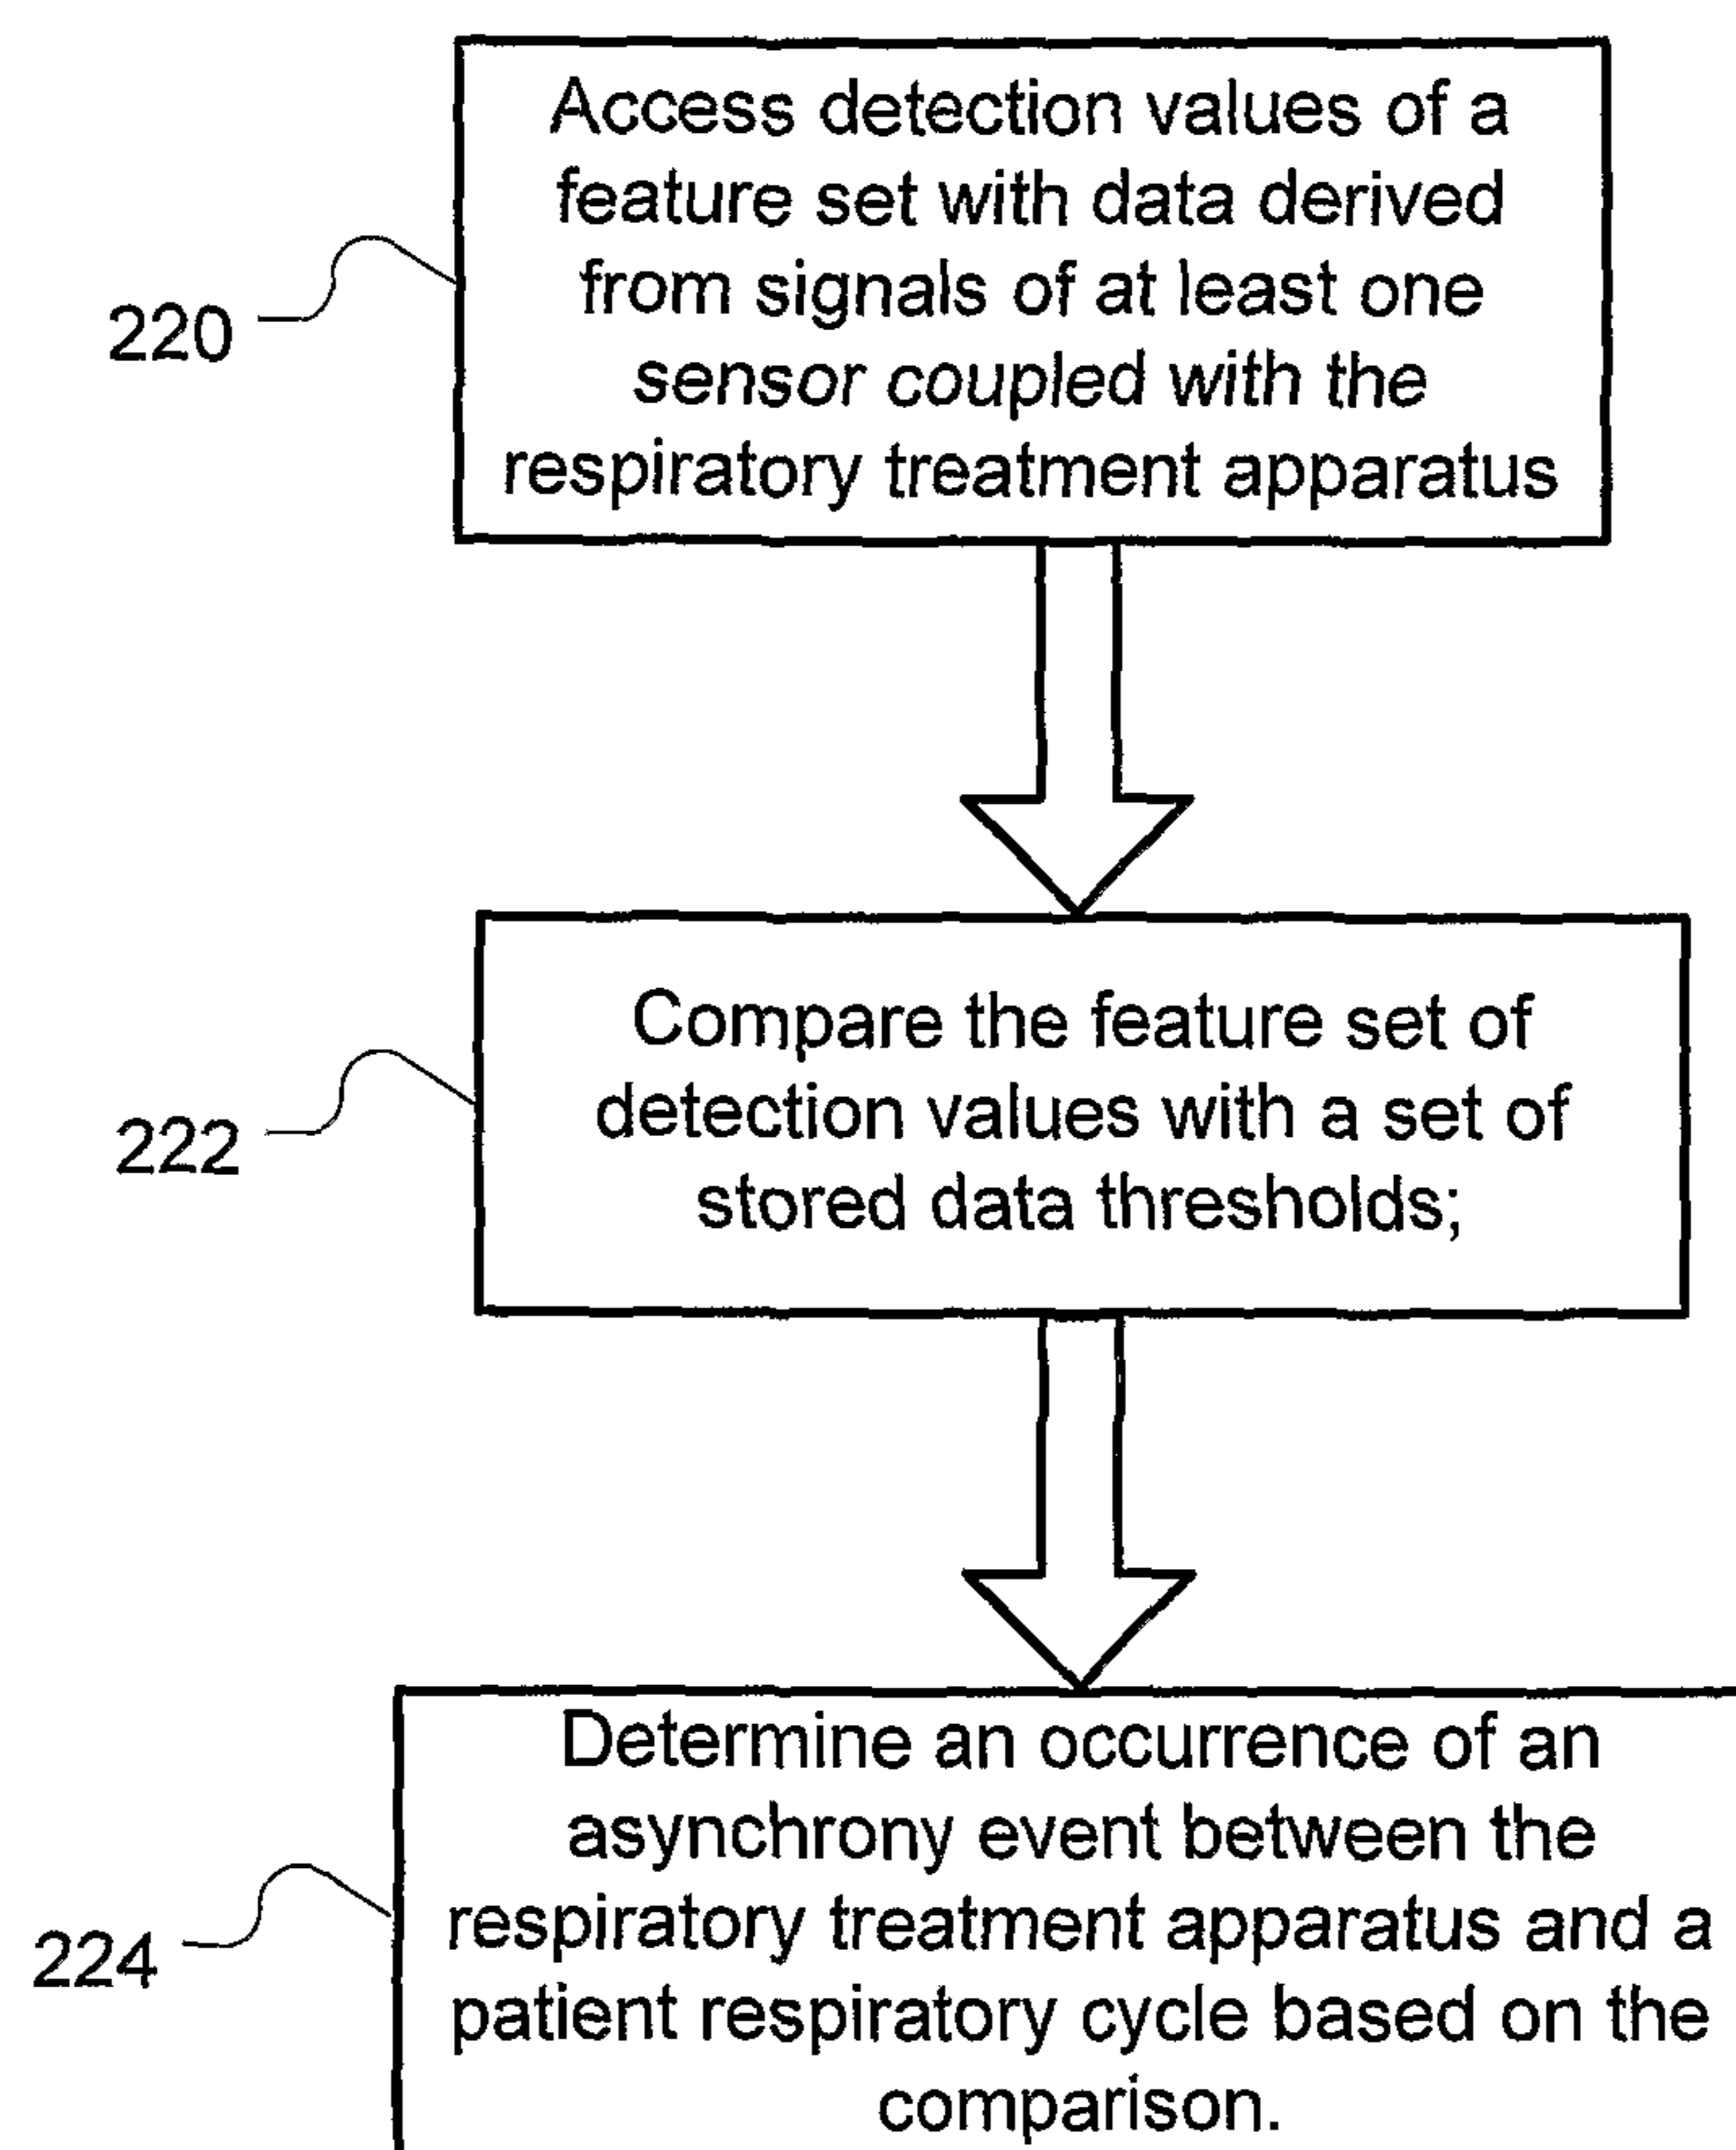 Access detection values of a
feature set with data derived
from signals of at least one
sensor coupled with the
respiratory treatment apparatus
220
Compare the feature set of
detection values with a set of
stored data thresholds;
222
Determine an occurrence of an
asynchrony event between the
respiratory treatment apparatus and a
patient respiratory cycle based on the
comparison.
224